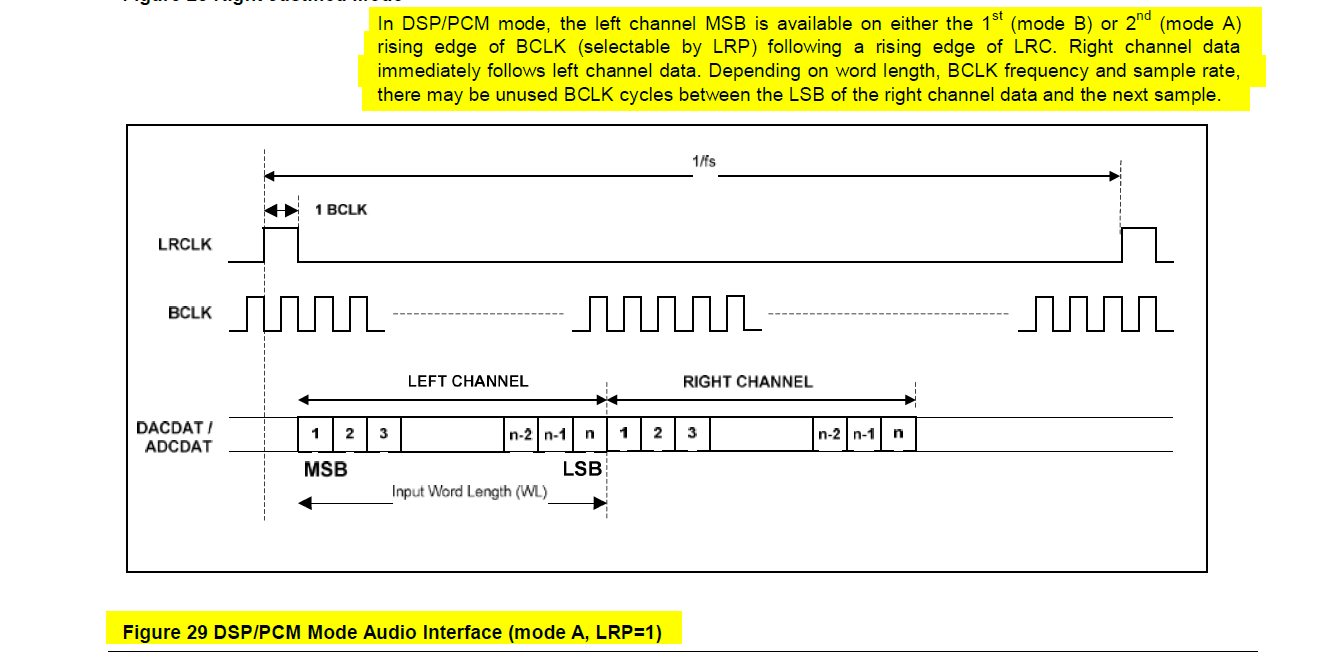 In DSP/PCM mode, the left channel MSB is available on either the 1st (mode B) or 2nd (mode A)
rising edge of BCLK (selectable by LRP) following a rising edge of LRC. Right channel data
immediately follows left channel data. Depending on word length, BCLK frequency and sample rate,
there may be unused BCLK cycles between the LSB of the right channel data and the next sample.
1/fs
1 BCLK
LRCLK
BCLK
LEFT CHANNEL RIGHT CHANNEL
DACDAT /
ADCDAT
1 2 3 n-2 n-1 n 1 2 3 n-2 n-1 n
MSB LSB
Input Word Length (WL)
Figure 29 DSP/PCM Mode Audio Interface (mode A, LRP=1)